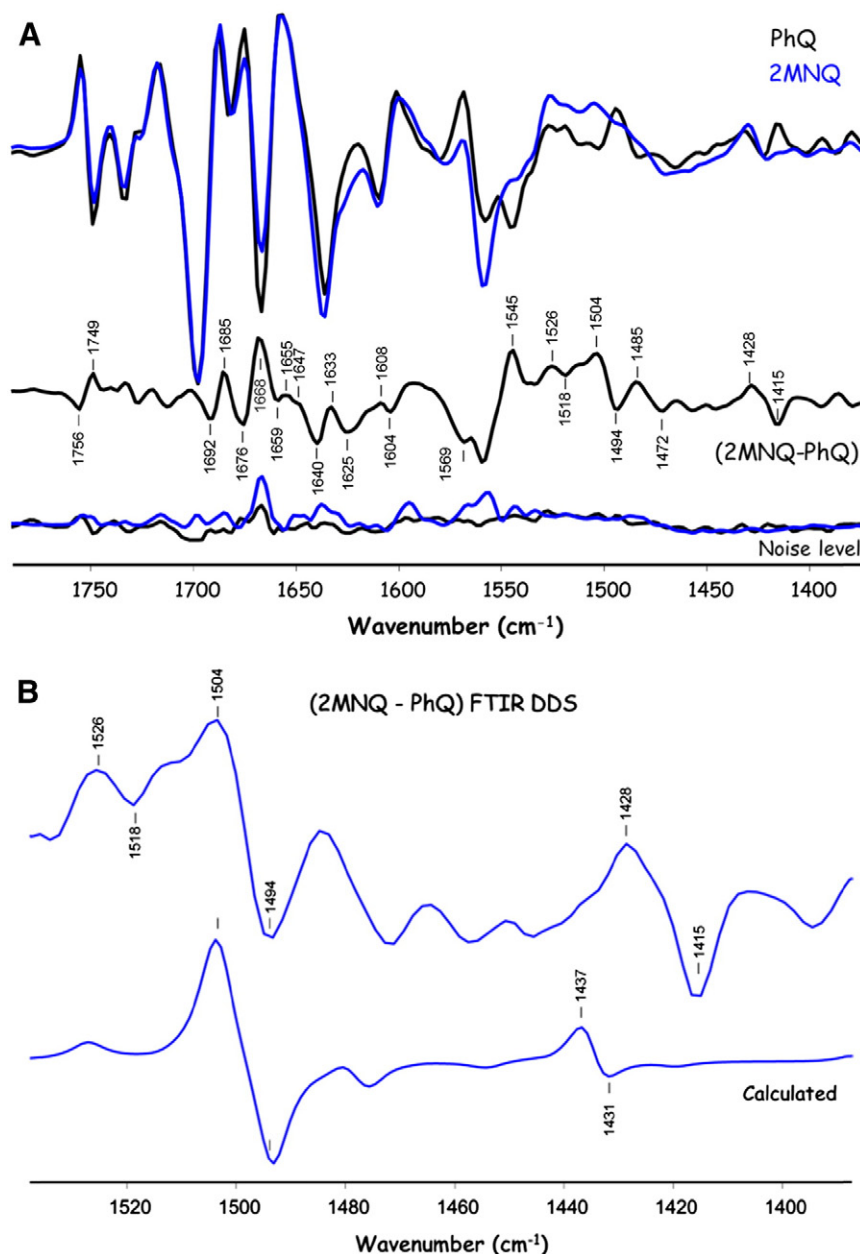 A
PhQ
2MNQ
1749
1685
1668
1655
1647
1633
1608
1545
1526
1504
1485
1428
1756
1692
1676
1659
1640
1625
1604
1569
1518
1494
1472
1415
(2MNQ-PhQ)
Noise level
1750 1700 1650 1600 1550 1500 1450 1400
Wavenumber (cm⁻¹)
B
(2MNQ - PhQ) FTIR DDS
1526
1504
1518
1494
1428
1415
1437
1431
Calculated
1520 1500 1480 1460 1440 1420 1400
Wavenumber (cm⁻¹)